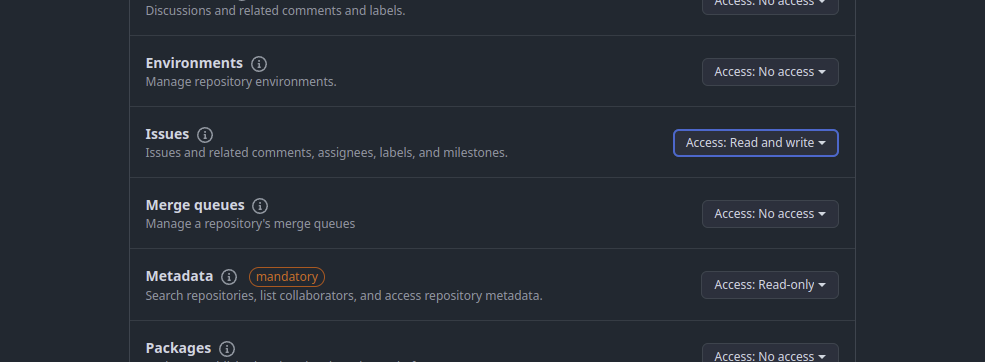 Discussions and related comments and labels.
Access: No access
Environments
Manage repository environments.
Access: No access
Issues
Issues and related comments, assignees, labels, and milestones.
Access: Read and write
Merge queues
Manage a repository's merge queues
Access: No access
Metadata mandatory
Search repositories, list collaborators, and access repository metadata.
Access: Read-only
Packages
Access: No access